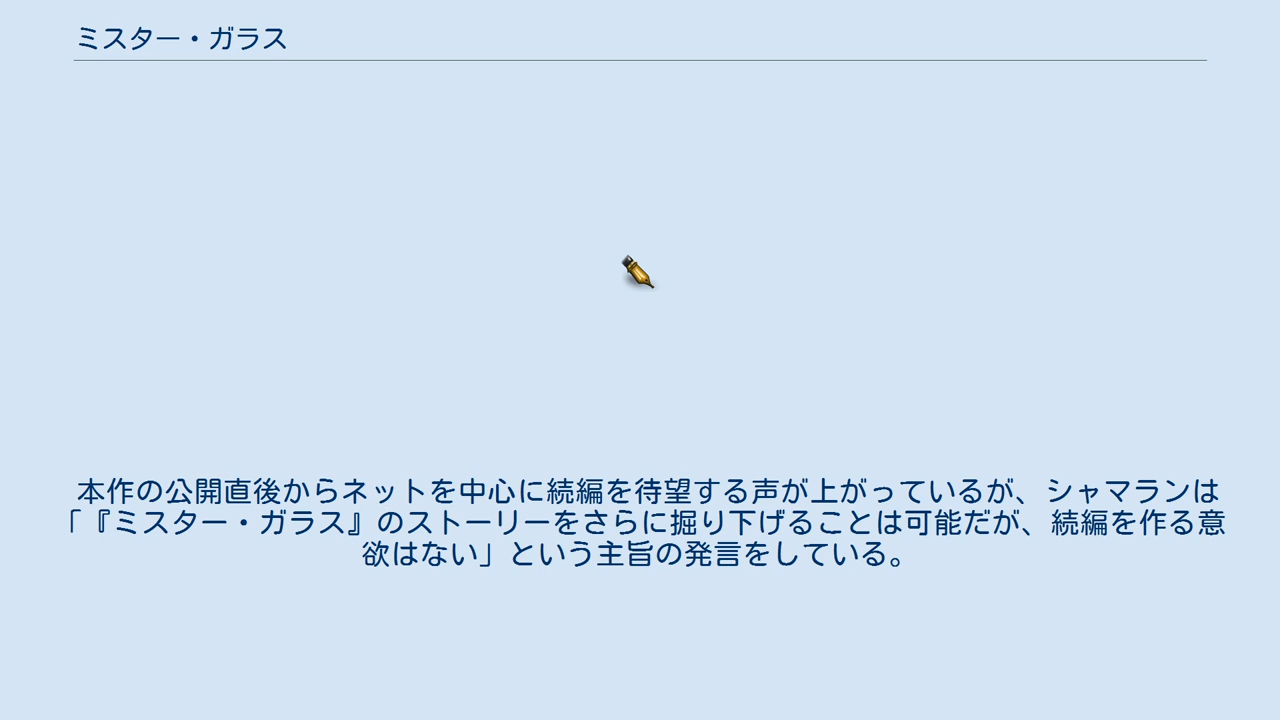 ミスター・ガラス
本作の公開直後からネットを中心に続編を待望する声が上がっているが、シャマランは
「『ミスター・ガラス』のストーリーをさらに掘り下げることは可能だが、続編を作る意
欲はない」という主旨の発言をしている。